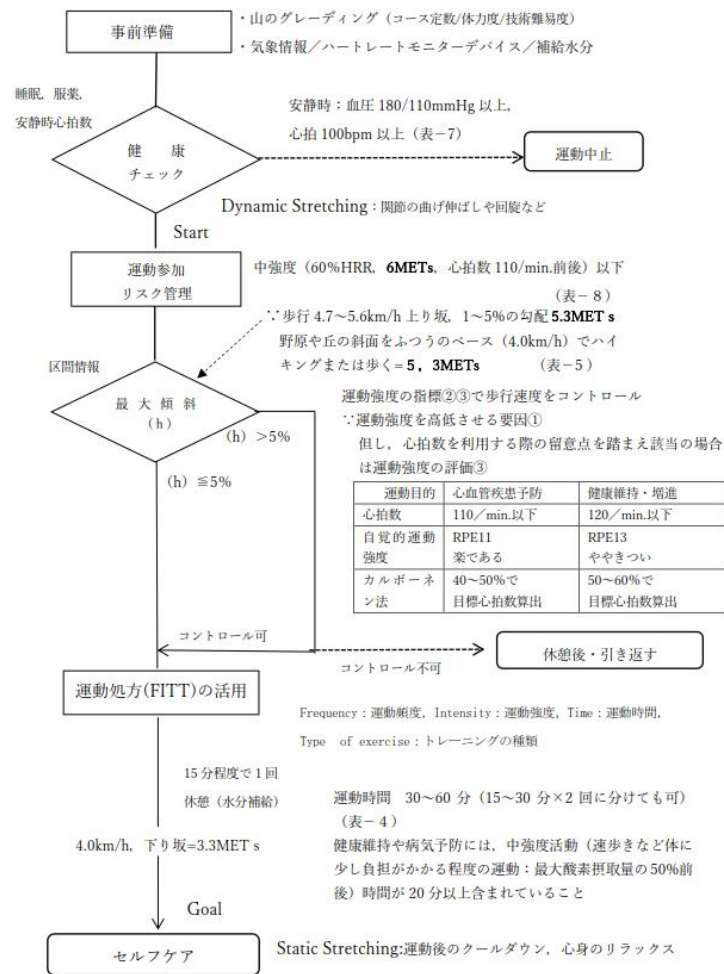 事前準備
・山のグレーディング（コース定数/体力度/技術難易度）
・気象情報／ハートレートモニターデバイス／補給水分
睡眠，服薬，
安静時心拍数
安静時：血圧 180/110mmHg 以上，
心拍 100bpm 以上（表－7）
健　康
チェック
運動中止
Dynamic Stretching：関節の曲げ伸ばしや回旋など
Start
運動参加
リスク管理
中強度（60％HRR，6METs，心拍数 110/min.前後）以下
（表－8）
∵歩行 4.7～5.6km/h 上り坂，1～5%の勾配 5.3MET s
野原や丘の斜面をふつうのペース（4.0km/h）でハイ
キングまたは歩く＝5，3METs　（表－5）
区間情報
最 大 傾 斜
（h）
(h) ＞5%
(h) ≦5%
運動強度の指標②③で歩行速度をコントロール
∵運動強度を高低させる要因①
但し，心拍数を利用する際の留意点を踏まえ該当の場合
は運動強度の評価③
運動目的　心血管疾患予防　健康維持・増進
心拍数　110／min.以下　120／min.以下
自覚的運動　RPE11　RPE13
強度　楽である　ややきつい
カルボーネ　40～50%で　50～60%で
ン法　目標心拍数算出　目標心拍数算出
コントロール可
コントロール不可
休憩後・引き返す
運動処方(FITT)の活用
Frequency：運動頻度，Intensity：運動強度，Time：運動時間，
Type of exercise：トレーニングの種類
15 分程度で 1 回
休憩（水分補給）
運動時間　30～60 分（15～30 分×2 回に分けても可）
（表－4）
4.0km/h，下り坂=3.3MET s
健康維持や病気予防には，中強度活動（速歩きなど体に
少し負担がかかる程度の運動：最大酸素摂取量の 50%前
後）時間が 20 分以上含まれていること
Goal
セルフケア
Static Stretching:運動後のクールダウン，心身のリラックス